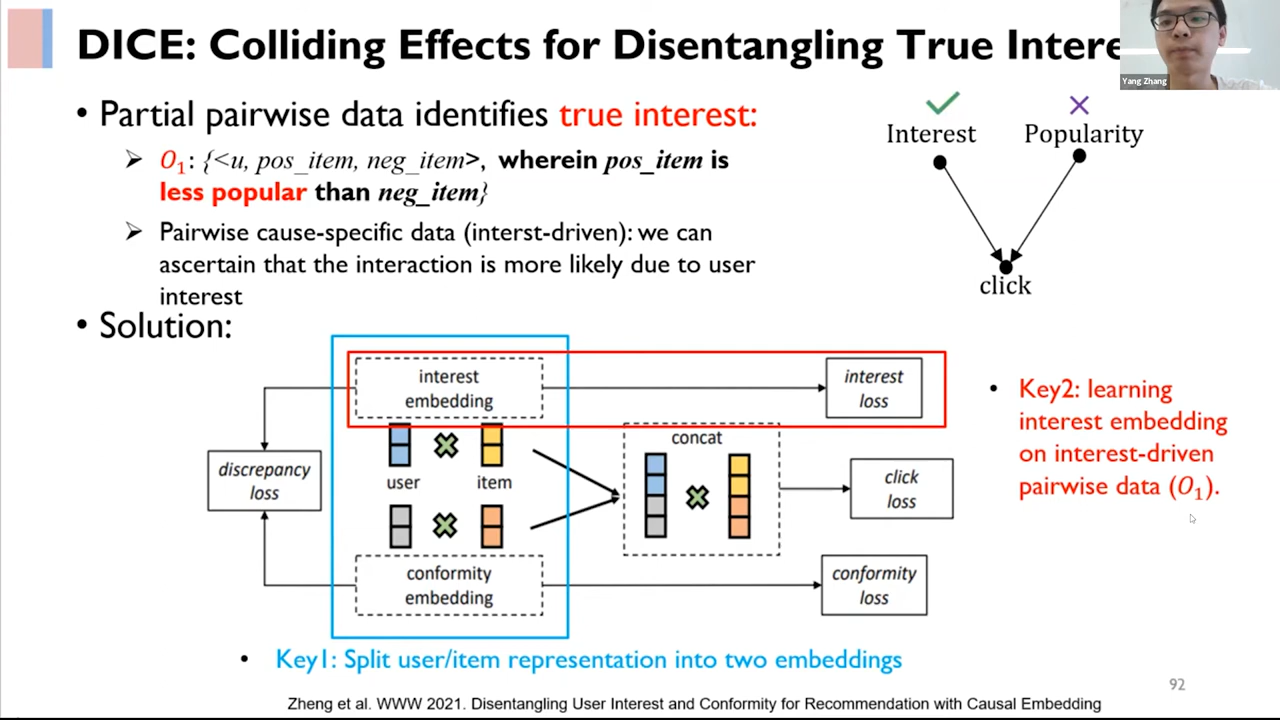 DICE: Colliding Effects for Disentangling True Intere
Yang Zhang
• Partial pairwise data identifies true interest:
➤ O₁: {<u, pos_item, neg_item>, wherein pos_item is
less popular than neg_item}
➤ Pairwise cause-specific data (interst-driven): we can
ascertain that the interaction is more likely due to user
interest
Interest
Popularity
click
• Solution:
interest
embedding
interest
loss
discrepancy
loss
user
item
concat
click
loss
conformity
embedding
conformity
loss
• Key2: learning
interest embedding
on interest-driven
pairwise data (O₁).
• Key1: Split user/item representation into two embeddings
92
Zheng et al. WWW 2021. Disentangling User Interest and Conformity for Recommendation with Causal Embedding